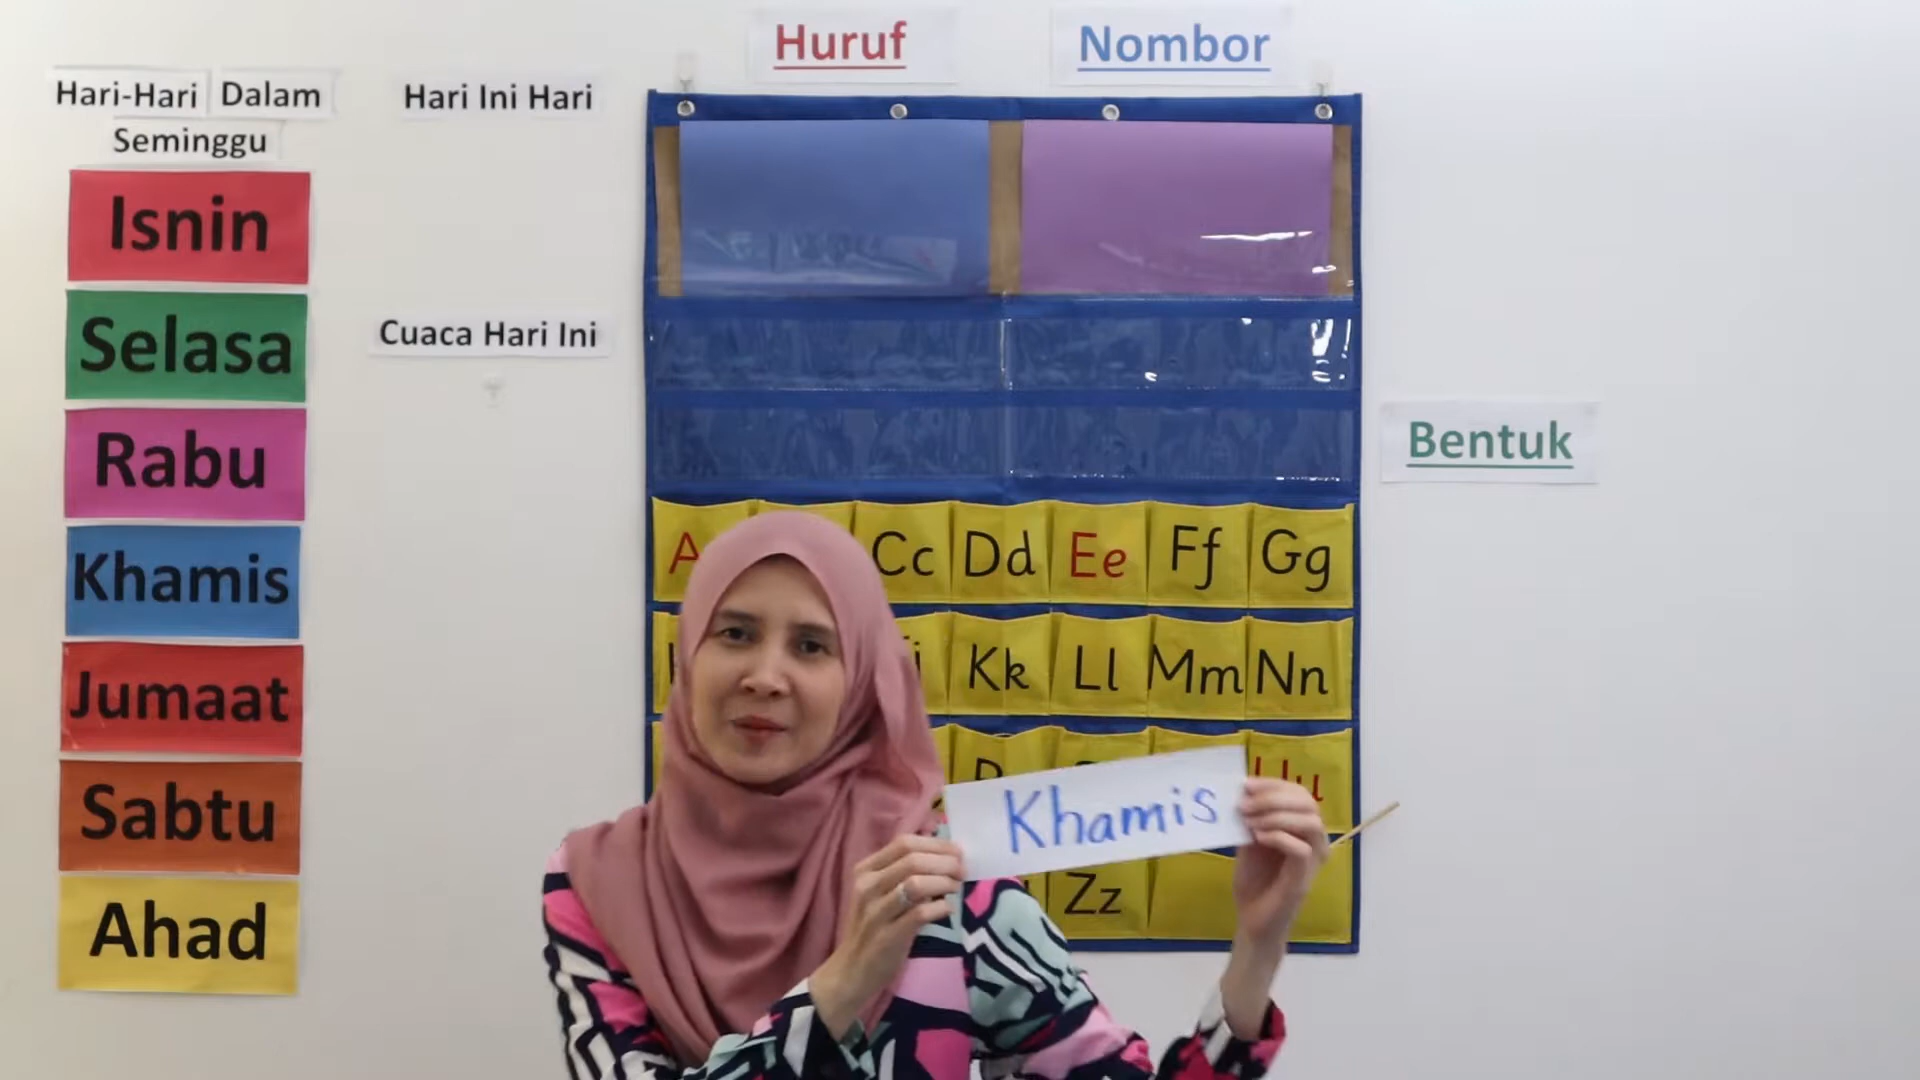 Huruf
Nombor
Hari-Hari Dalam
Seminggu
Hari Ini Hari
Isnin
Selasa
Rabu
Khamis
Jumaat
Sabtu
Ahad
Cuaca Hari Ini
Bentuk
A Cc Dd Ee Ff Gg
Kk Ll Mm Nn
Uu
Zz
Khamis